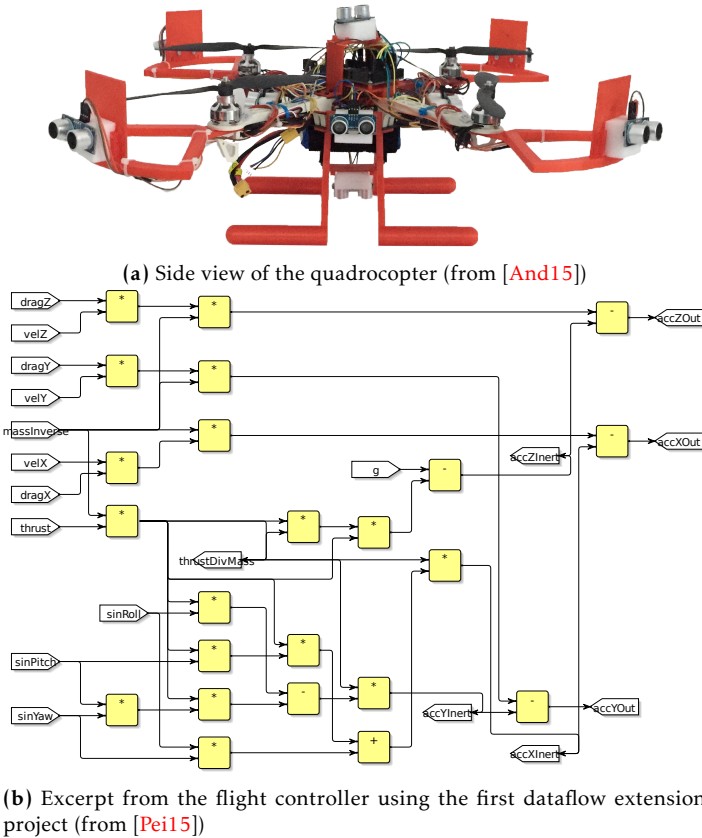 (a) Side view of the quadrocopter (from [And15])
dragZ
*
*
-
accZOut
velZ
dragY
*
*
velY
massInverse
*
-
accXOut
velX
*
accZInert
g
-
dragX
thrust
*
*
*
thrustDivMass
*
sinRoll
*
*
sinPitch
*
*
*
-
*
-
accYOut
accYInert
sinYaw
*
+
accXInert
(b) Excerpt from the flight controller using the first dataflow extension
project (from [Pei15])